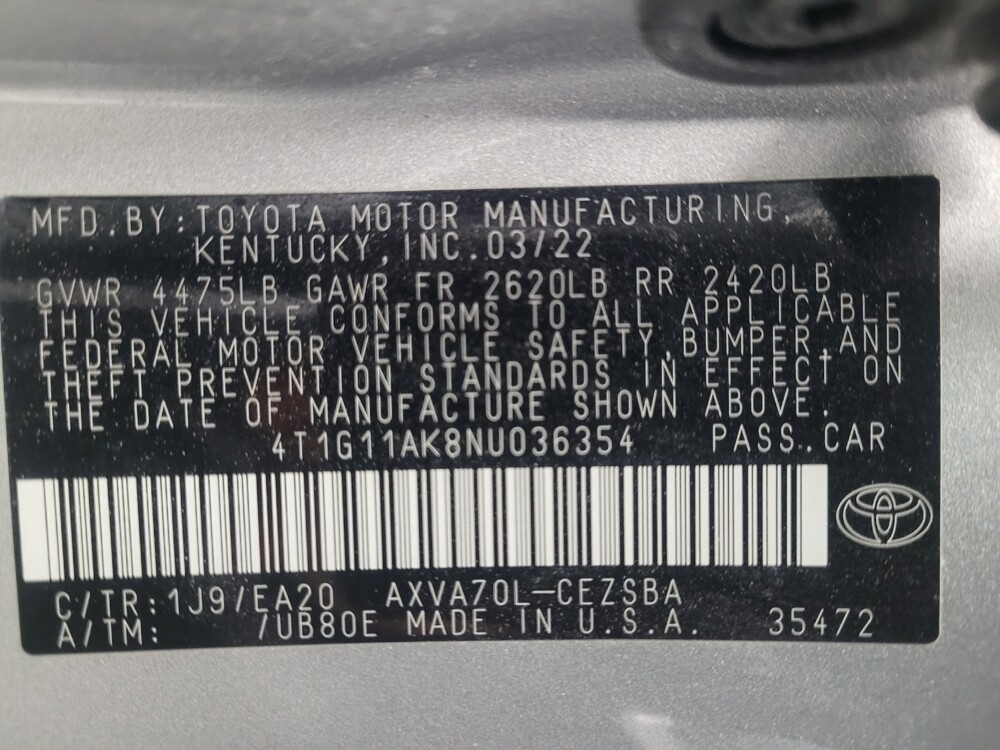 MFD.BY:TOYOTA MOTOR MANUFACTURING,
KENTUCKY,INC.03/22
GVWR 4475LB GAWR FR 2620LB RR 2420LB
THIS VEHICLE CONFORMS TO ALL APPLICABLE
FEDERAL MOTOR VEHICLE SAFETY,BUMPER,AND
THEFT PREVENTION STANDARDS IN EFFECT ON
THE DATE OF MANUFACTURE SHOWN ABOVE.
4T1G11AK8NU036354 PASS.CAR
C/TR:1J9/EA20 AXVA70L-CEZSBA
A/TM: /UB80E MADE IN U.S.A. 35472